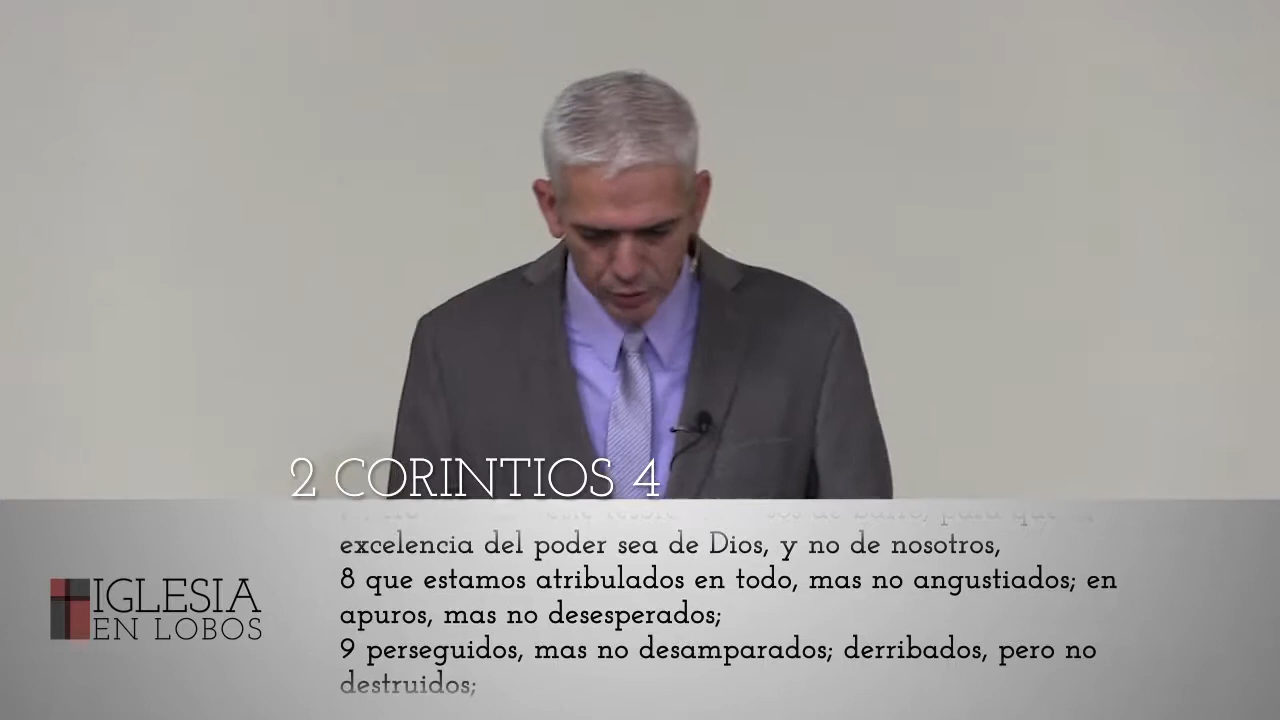 2 CORINTIOS 4
excelencia del poder sea de Dios, y no de nosotros,
8 que estamos atribulados en todo, mas no angustiados; en
apuros, mas no desesperados;
9 perseguidos, mas no desamparados; derribados, pero no
destruidos;
IGLESIA
EN LOBOS